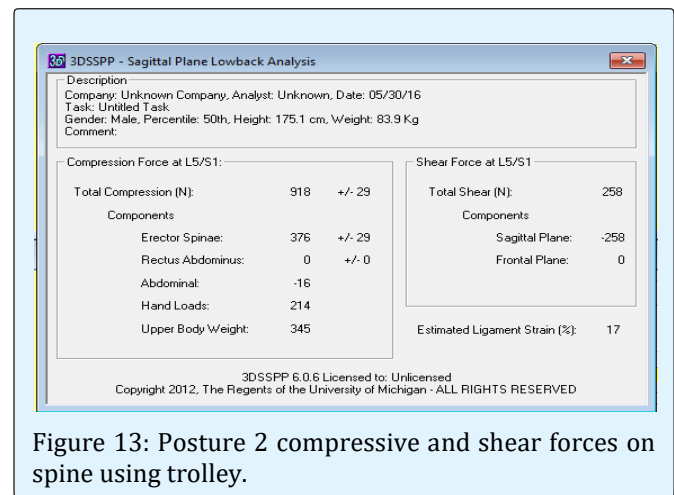 3DSSPP - Sagittal Plane Lowback Analysis
Description
Company: Unknown Company, Analyst: Unknown, Date: 05/30/16
Task: Untitled Task
Gender: Male, Percentile: 50th, Height: 175.1 cm, Weight: 83.9 Kg
Comment:
Compression Force at L5/S1:
Total Compression (N): 918 +/- 29
Components
Erector Spinae: 376 +/- 29
Rectus Abdominus: 0 +/- 0
Abdominal: -16
Hand Loads: 214
Upper Body Weight: 345
Shear Force at L5/S1
Total Shear (N): 258
Components
Sagittal Plane: -258
Frontal Plane: 0
Estimated Ligament Strain (%): 17
3DSSPP 6.0.6 Licensed to: Unlicensed
Copyright 2012, The Regents of the University of Michigan - ALL RIGHTS RESERVED
Figure 13: Posture 2 compressive and shear forces on
spine using trolley.